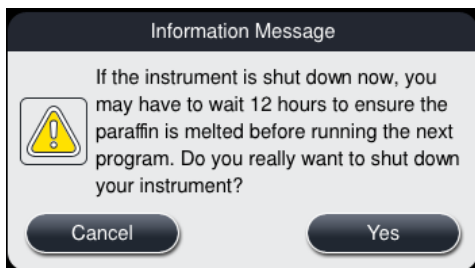 Information Message
If the instrument is shut down now, you
may have to wait 12 hours to ensure the
paraffin is melted before running the next
program. Do you really want to shut down
your instrument?
Cancel
Yes